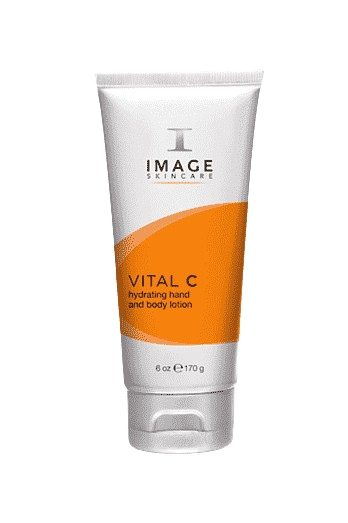 I
IMAGE
SKINCARE
VITAL C
hydrating hand
and body lotion
6 oz ℮ 170 g